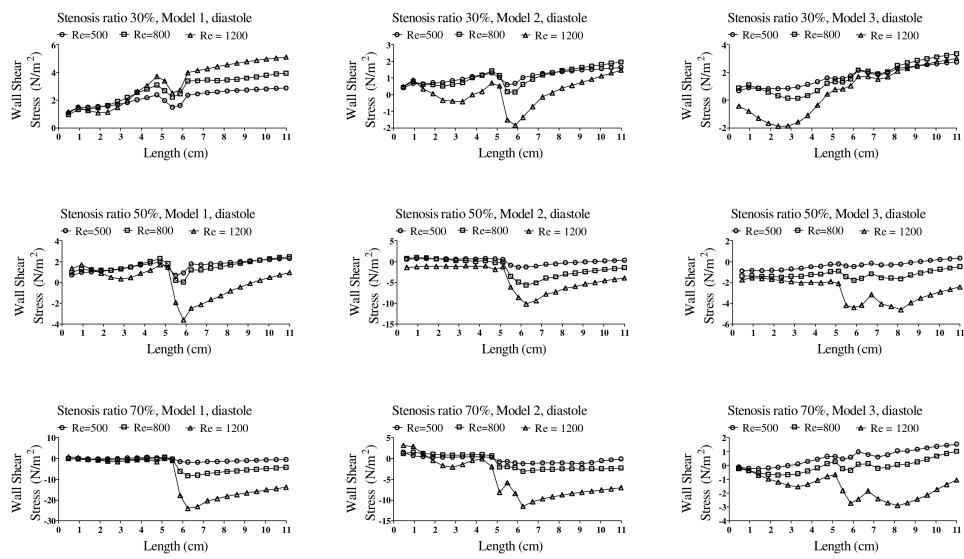 Stenosis ratio 30%, Model 1, diastole
Re=500 Re=800 Re = 1200
Wall Shear
Stress (N/m²)
6
4
2
0
0 1 2 3 4 5 6 7 8 9 10 11
Length (cm)
Stenosis ratio 30%, Model 2, diastole
Re=500 Re=800 Re = 1200
Wall Shear
Stress (N/m²)
3
2
1
0
-1
-2
0 1 2 3 4 5 6 7 8 9 10 11
Length (cm)
Stenosis ratio 30%, Model 3, diastole
Re=500 Re=800 Re = 1200
Wall Shear
Stress (N/m²)
4
2
0
-2
0 1 2 3 4 5 6 7 8 9 10 11
Length (cm)
Stenosis ratio 50%, Model 1, diastole
Re=500 Re=800 Re = 1200
Wall Shear
Stress (N/m²)
4
2
0
-2
-4
0 1 2 3 4 5 6 7 8 9 10 11
Length (cm)
Stenosis ratio 50%, Model 2, diastole
Re=500 Re=800 Re = 1200
Wall Shear
Stress (N/m²)
5
0
-5
-10
-15
0 1 2 3 4 5 6 7 8 9 10 11
Length (cm)
Stenosis ratio 50%, Model 3, diastole
Re=500 Re=800 Re = 1200
Wall Shear
Stress (N/m²)
2
0
-2
-4
-6
0 1 2 3 4 5 6 7 8 9 10 11
Length (cm)
Stenosis ratio 70%, Model 1, diastole
Re=500 Re=800 Re = 1200
Wall Shear
Stress (N/m²)
10
0
-10
-20
-30
0 1 2 3 4 5 6 7 8 9 10 11
Length (cm)
Stenosis ratio 70%, Model 2, diastole
Re=500 Re=800 Re = 1200
Wall Shear
Stress (N/m²)
5
0
-5
-10
-15
0 1 2 3 4 5 6 7 8 9 10 11
Length (cm)
Stenosis ratio 70%, Model 3, diastole
Re=500 Re=800 Re = 1200
Wall Shear
Stress (N/m²)
2
1
0
-1
-2
-3
-4
0 1 2 3 4 5 6 7 8 9 10 11
Length (cm)